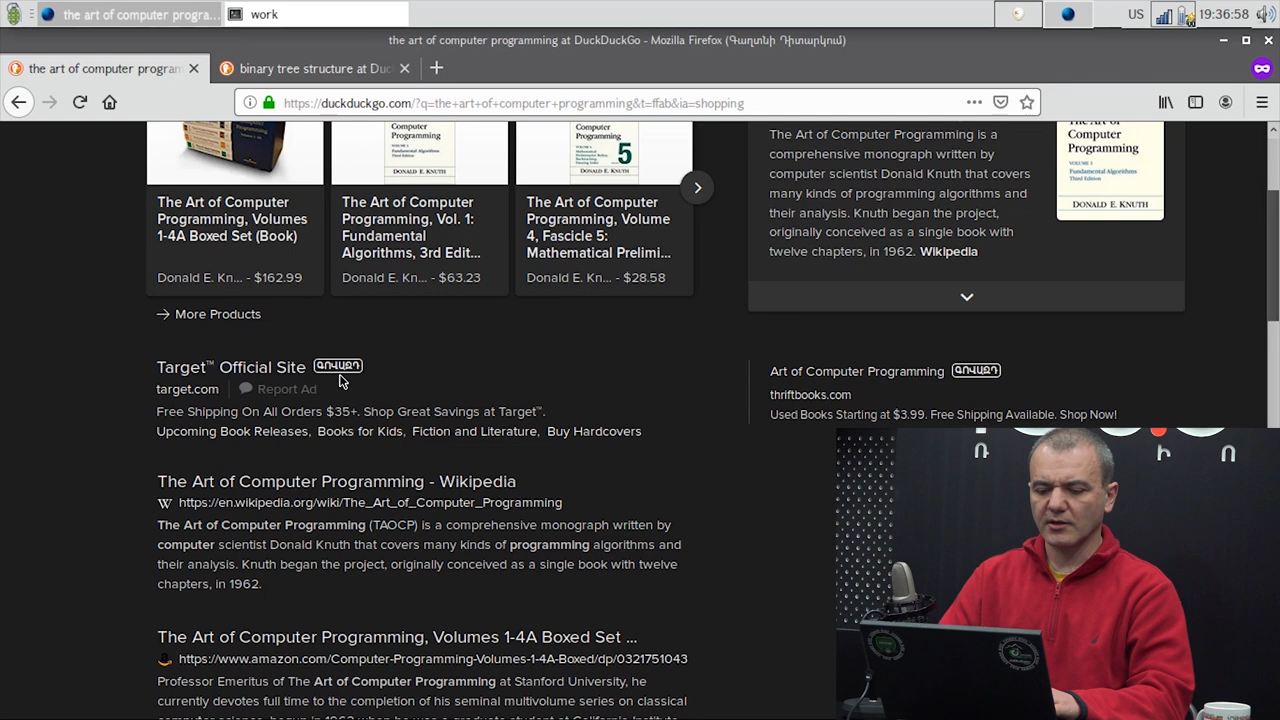 the art of computer progra...
work
US
19:36:58
the art of computer programming at DuckDuckGo - Mozilla Firefox (Գաղտնի Դիտարկում)
the art of computer program
binary tree structure at Duc
https://duckduckgo.com/?q=the+art+of+computer+programming&t=ffab&ia=shopping
Computer
Programming
VOLUME 1
Fundamental Algorithms
Third Edition
DONALD E. KNUTH
Computer
Programming
5
DONALD E. KNUTH
The Art of Computer
Programming, Volumes
1-4A Boxed Set (Book)
Donald E. Kn... - $162.99
The Art of Computer
Programming, Vol. 1:
Fundamental
Algorithms, 3rd Edit...
Donald E. Kn... - $63.23
The Art of Computer
Programming, Volume
4, Fascicle 5:
Mathematical Prelimi...
Donald E. Kn... - $28.58
More Products
The Art of Computer Programming is a
comprehensive monograph written by
computer scientist Donald Knuth that covers
many kinds of programming algorithms and
their analysis. Knuth began the project,
originally conceived as a single book with
twelve chapters, in 1962. Wikipedia
The Art of
Computer
Programming
VOLUME 1
Fundamental Algorithms
Third Edition
DONALD E. KNUTH
Target™ Official Site ԳՈՎԱԶԴ
target.com Report Ad
Free Shipping On All Orders $35+. Shop Great Savings at Target™.
Upcoming Book Releases, Books for Kids, Fiction and Literature, Buy Hardcovers
Art of Computer Programming ԳՈՎԱԶԴ
thriftbooks.com
Used Books Starting at $3.99. Free Shipping Available. Shop Now!
The Art of Computer Programming - Wikipedia
W https://en.wikipedia.org/wiki/The_Art_of_Computer_Programming
The Art of Computer Programming (TAOCP) is a comprehensive monograph written by
computer scientist Donald Knuth that covers many kinds of programming algorithms and
their analysis. Knuth began the project, originally conceived as a single book with twelve
chapters, in 1962.
The Art of Computer Programming, Volumes 1-4A Boxed Set ...
https://www.amazon.com/Computer-Programming-Volumes-1-4A-Boxed/dp/0321751043
Professor Emeritus of The Art of Computer Programming at Stanford University, he
currently devotes full time to the completion of his seminal multivolume series on classical